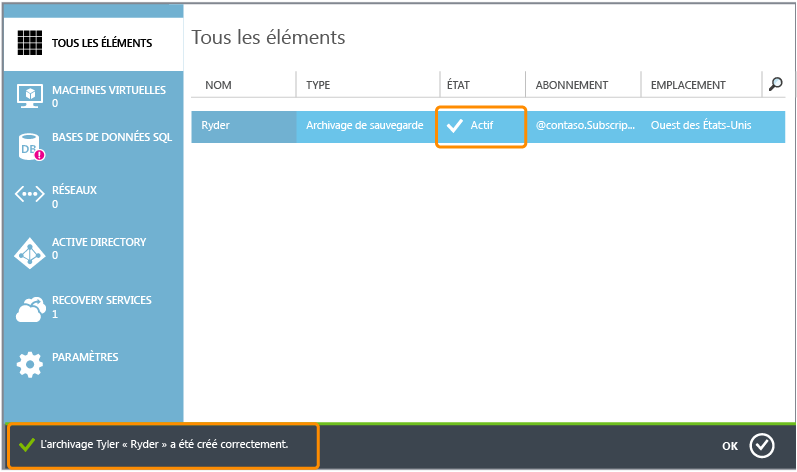 TOUS LES ÉLÉMENTS
MACHINES VIRTUELLES
0
BASES DE DONNÉES SQL
DB
RÉSEAUX
0
ACTIVE DIRECTORY
0
RECOVERY SERVICES
1
PARAMÈTRES
Tous les éléments
NOM TYPE ÉTAT ABONNEMENT EMPLACEMENT
Ryder Archivage de sauvegarde Actif @contaso.Subscrip... Ouest des États-Unis
L'archivage Tyler « Ryder » a été créé correctement.
OK